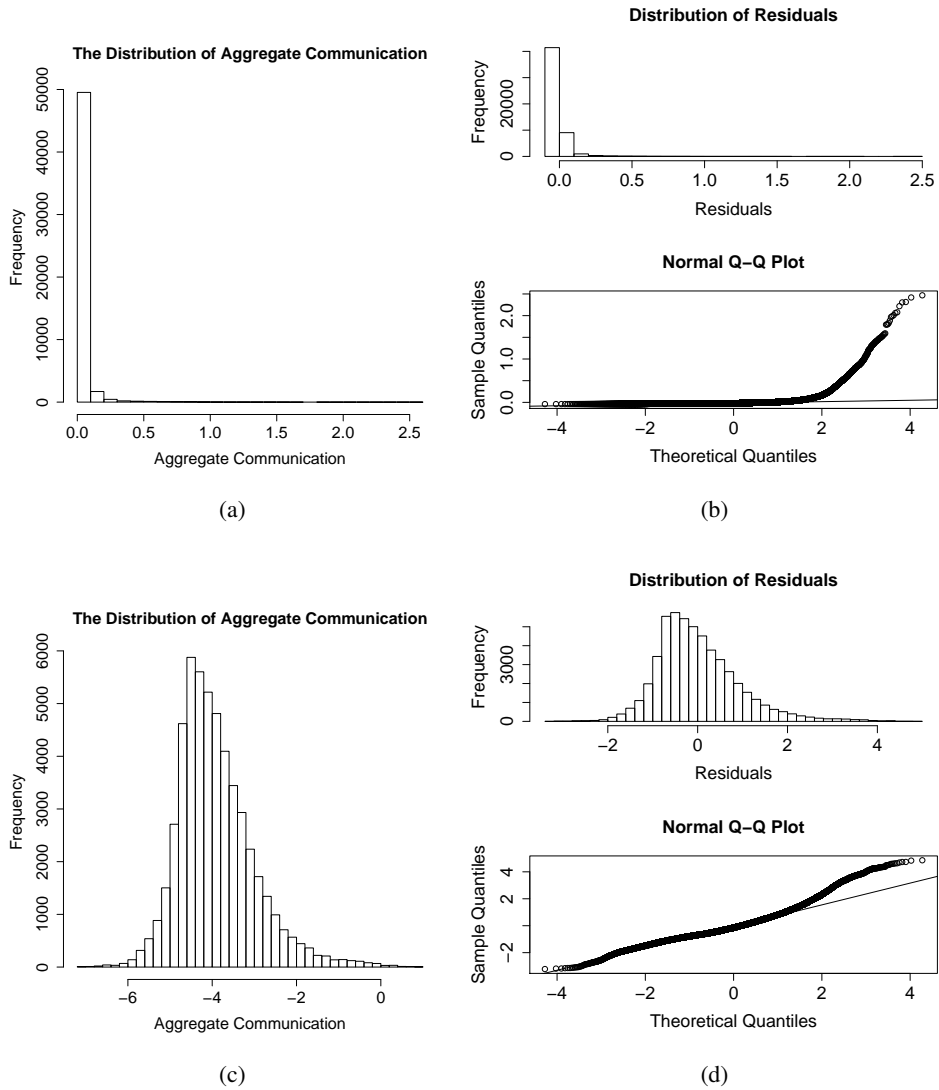 The Distribution of Aggregate Communication
Frequency
0 10000 20000 30000 40000 50000
0.0 0.5 1.0 1.5 2.0 2.5
Aggregate Communication
(a)
Distribution of Residuals
Frequency
0 20000
0.0 0.5 1.0 1.5 2.0 2.5
Residuals
Normal Q−Q Plot
Sample Quantiles
0.0 1.0 2.0
−4 −2 0 2 4
Theoretical Quantiles
(b)
The Distribution of Aggregate Communication
Frequency
0 1000 2000 3000 4000 5000 6000
−6 −4 −2 0
Aggregate Communication
(c)
Distribution of Residuals
Frequency
0 3000
−2 0 2 4
Residuals
Normal Q−Q Plot
Sample Quantiles
−2 2 4
−4 −2 0 2 4
Theoretical Quantiles
(d)